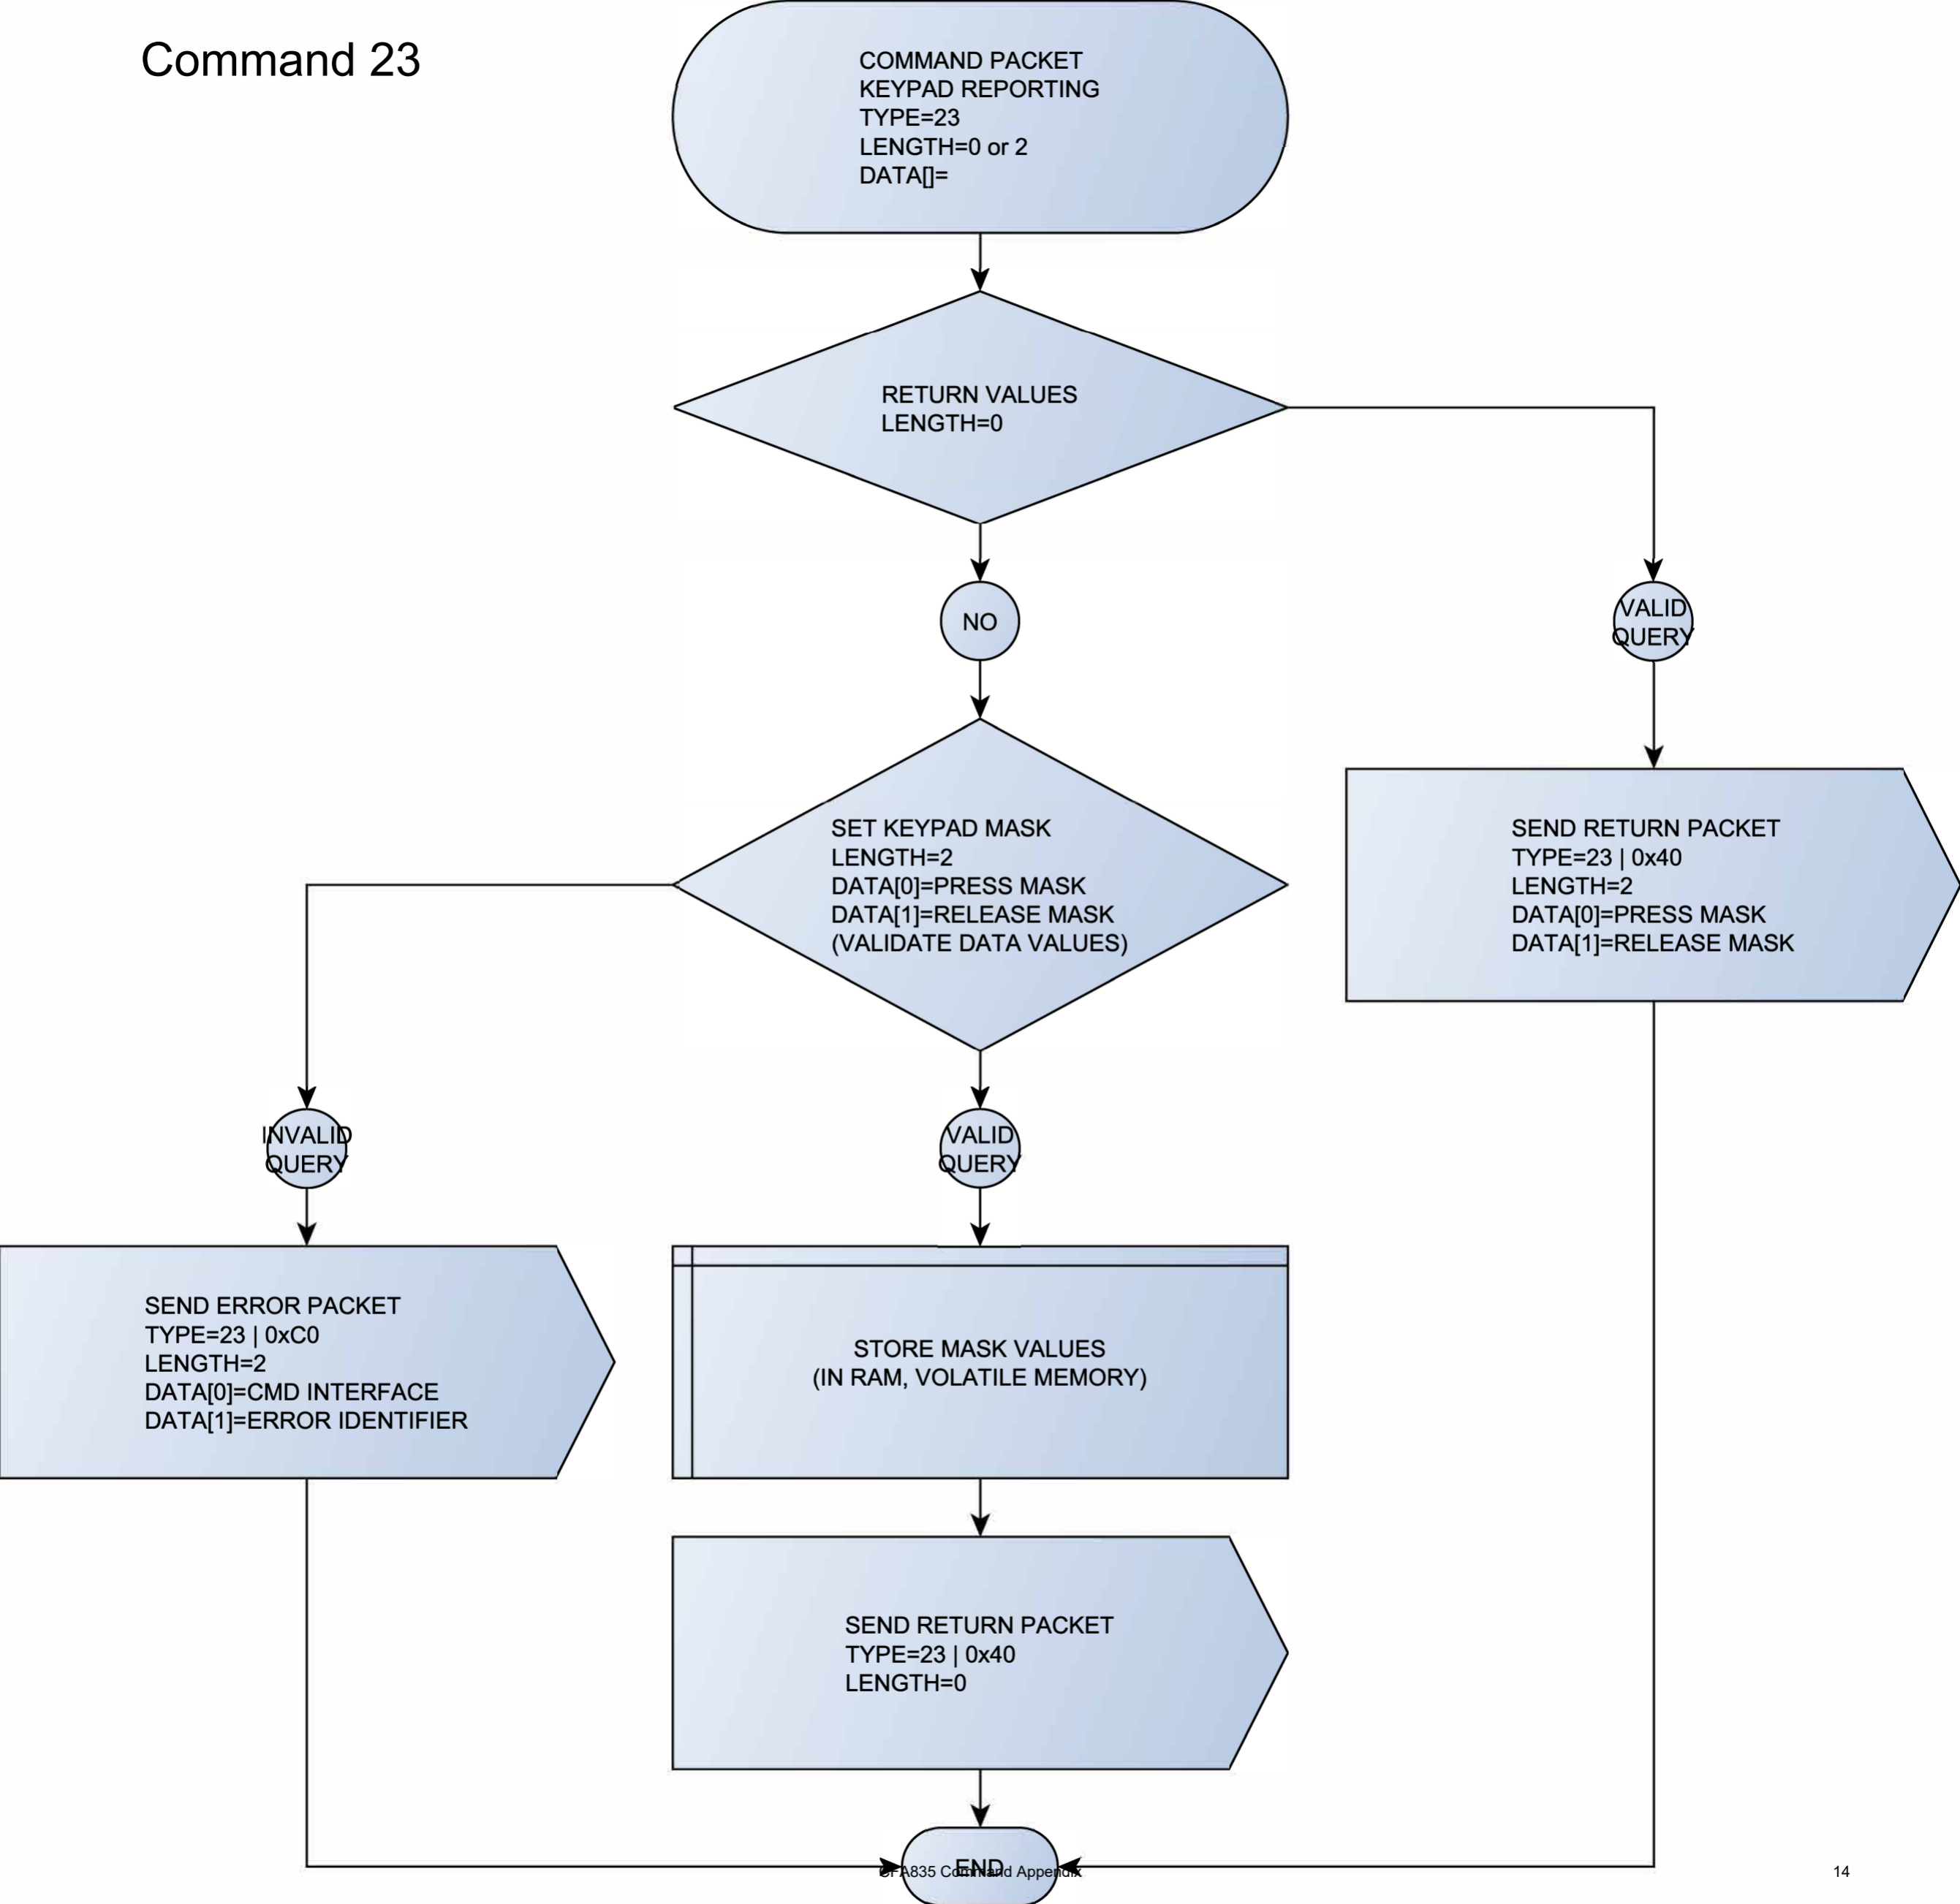 Command 23
COMMAND PACKET
KEYPAD REPORTING
TYPE=23
LENGTH=0 or 2
DATA[]=
RETURN VALUES
LENGTH=0
NO
VALID
QUERY
SET KEYPAD MASK
LENGTH=2
DATA[0]=PRESS MASK
DATA[1]=RELEASE MASK
(VALIDATE DATA VALUES)
SEND RETURN PACKET
TYPE=23 | 0x40
LENGTH=2
DATA[0]=PRESS MASK
DATA[1]=RELEASE MASK
INVALID
QUERY
VALID
QUERY
SEND ERROR PACKET
TYPE=23 | 0xC0
LENGTH=2
DATA[0]=CMD INTERFACE
DATA[1]=ERROR IDENTIFIER
STORE MASK VALUES
(IN RAM, VOLATILE MEMORY)
SEND RETURN PACKET
TYPE=23 | 0x40
LENGTH=0
END
CFA835 Command Appendix
14